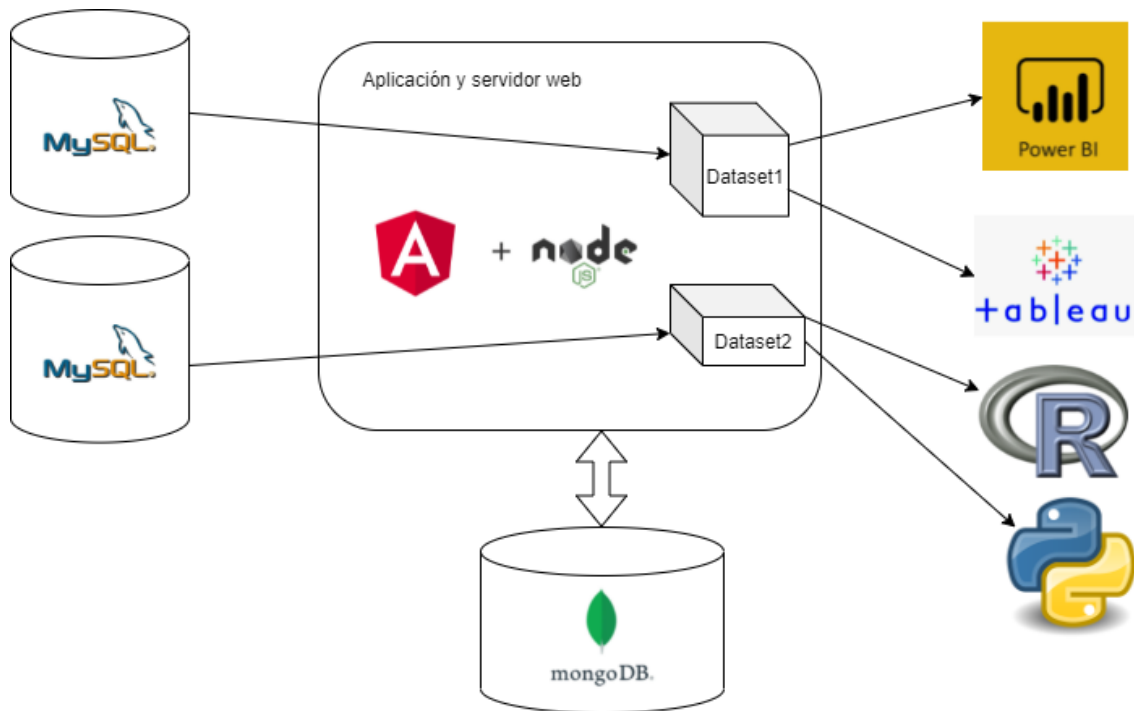 MySQL
Aplicación y servidor web
Dataset1
Power BI
+
node
JS
tableau
MySQL
Dataset2
R
mongoDB